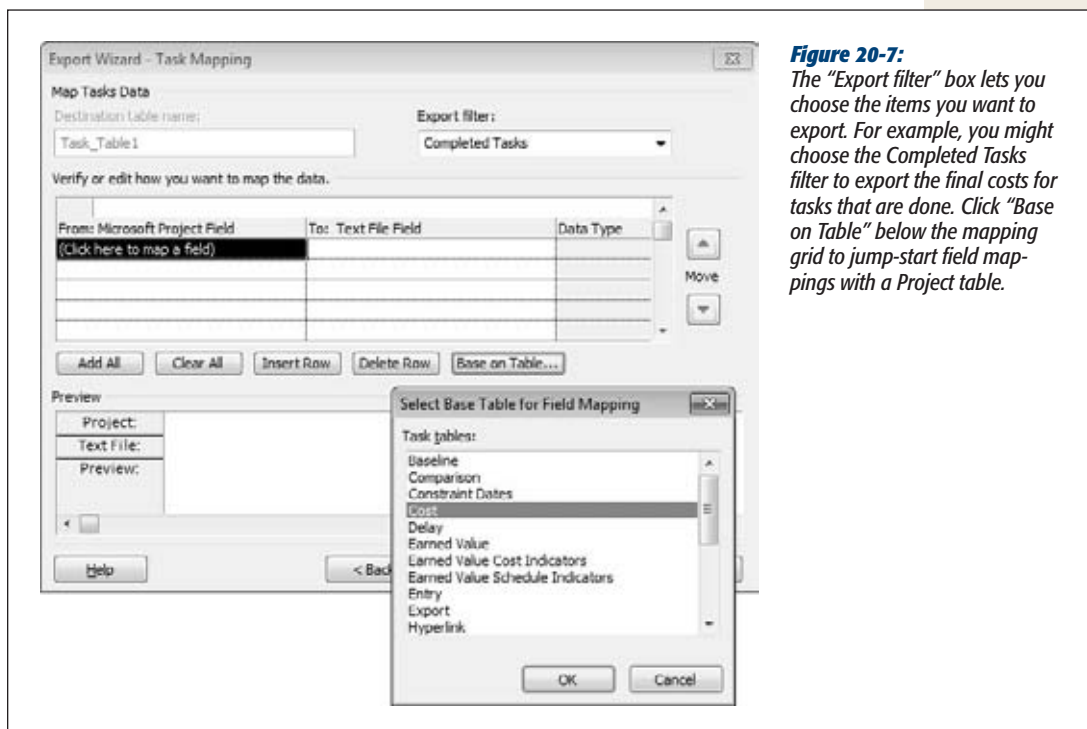 Export Wizard - Task Mapping
Map Tasks Data
Destination table name:
Export filter:
Task_Table1
Completed Tasks
Verify or edit how you want to map the data.
From: Microsoft Project Field
To: Text File Field
Data Type
(Click here to map a field)
Move
Add All
Clear All
Insert Row
Delete Row
Base on Table...
Preview
Project:
Text File:
Preview:
Help
< Back
Select Base Table for Field Mapping
Task tables:
Baseline
Comparison
Constraint Dates
Cost
Delay
Earned Value
Earned Value Cost Indicators
Earned Value Schedule Indicators
Entry
Export
Hyperlink
OK
Cancel
Figure 20-7:
The “Export filter” box lets you
choose the items you want to
export. For example, you might
choose the Completed Tasks
filter to export the final costs for
tasks that are done. Click “Base
on Table” below the mapping
grid to jump-start field map-
pings with a Project table.